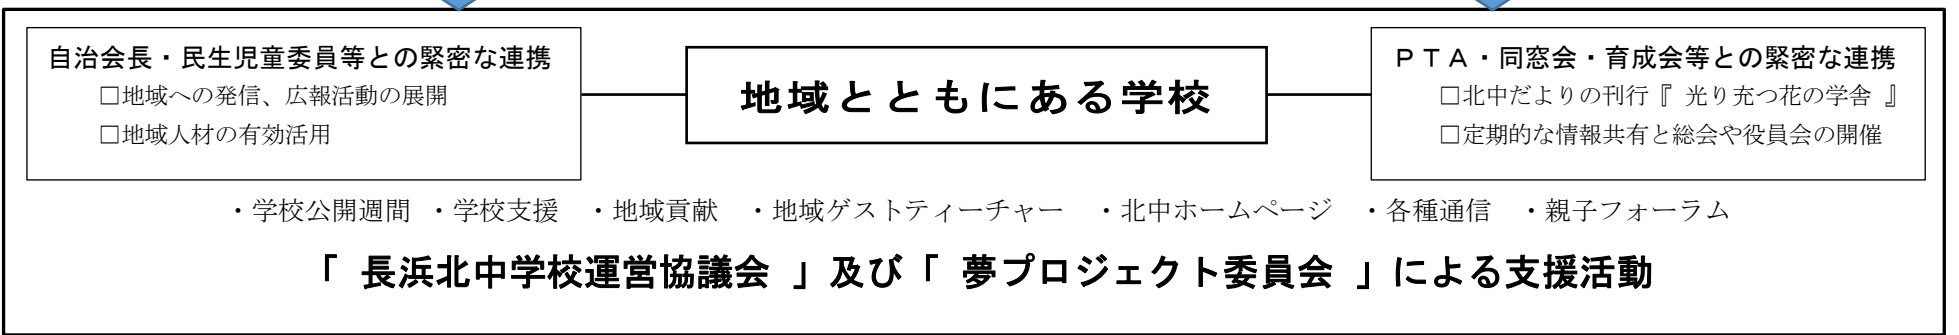 自治会長・民生児童委員等との緊密な連携
□地域への発信、広報活動の展開
□地域人材の有効活用
地域とともにある学校
ＰＴＡ・同窓会・育成会等との緊密な連携
□北中だよりの刊行『 光り充つ花の学舎 』
□定期的な情報共有と総会や役員会の開催
・学校公開週間 ・学校支援 ・地域貢献 ・地域ゲストティーチャー ・北中ホームページ ・各種通信 ・親子フォーラム
「 長浜北中学校運営協議会 」及び「 夢プロジェクト委員会 」による支援活動